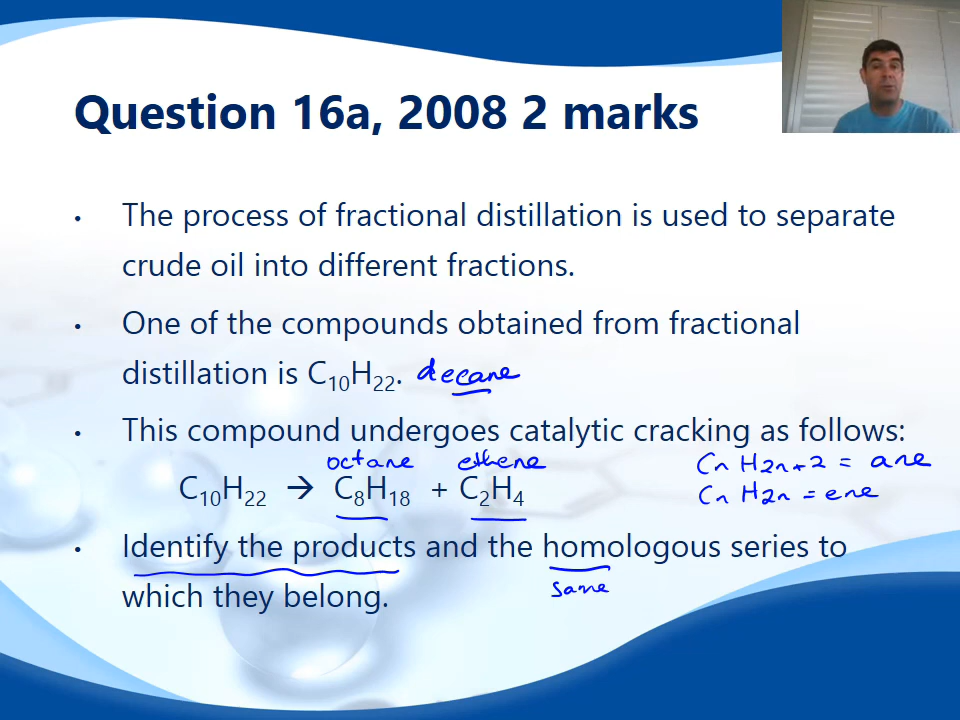 Question 16a, 2008 2 marks
• The process of fractional distillation is used to separate
crude oil into different fractions.
• One of the compounds obtained from fractional
distillation is C₁₀H₂₂. decane
• This compound undergoes catalytic cracking as follows:
octane ethene
CnH2n+2 = ane
C₁₀H₂₂ → C₈H₁₈ + C₂H₄
CnH2n = ene
• Identify the products and the homologous series to
same
which they belong.